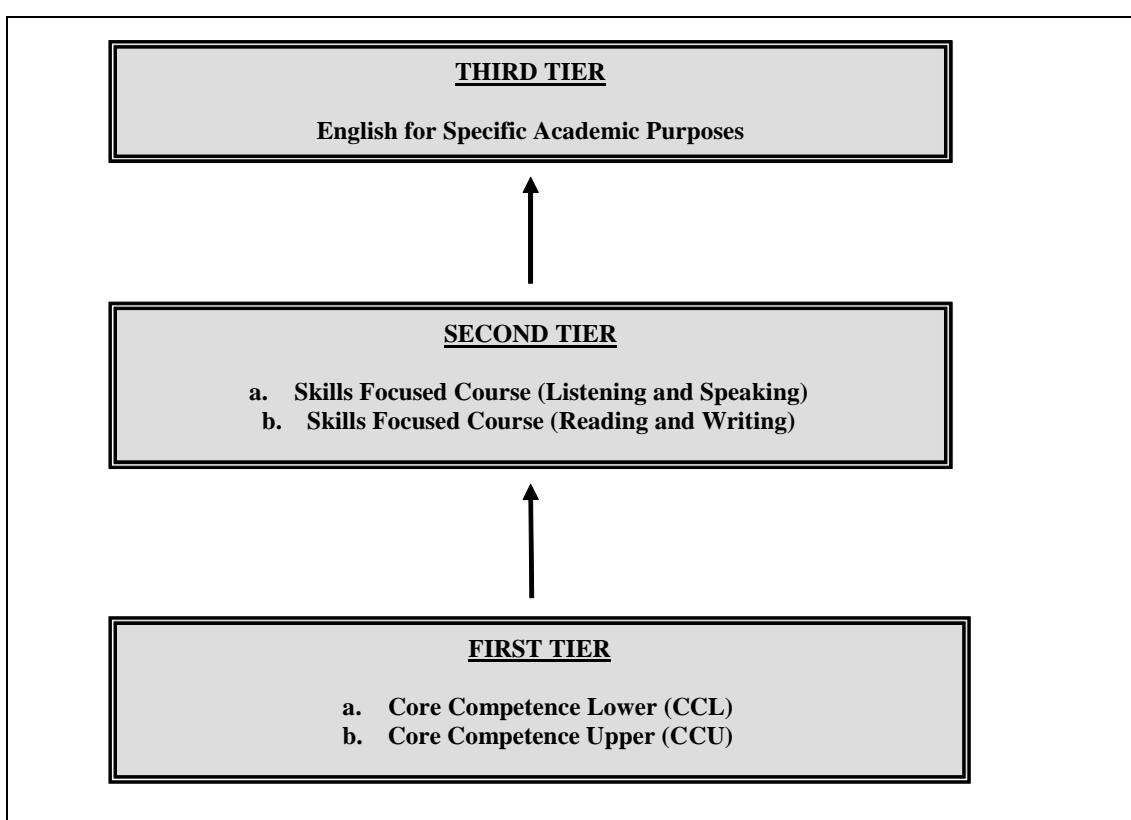 THIRD TIER
English for Specific Academic Purposes
SECOND TIER
a. Skills Focused Course (Listening and Speaking)
b. Skills Focused Course (Reading and Writing)
FIRST TIER
a. Core Competence Lower (CCL)
b. Core Competence Upper (CCU)